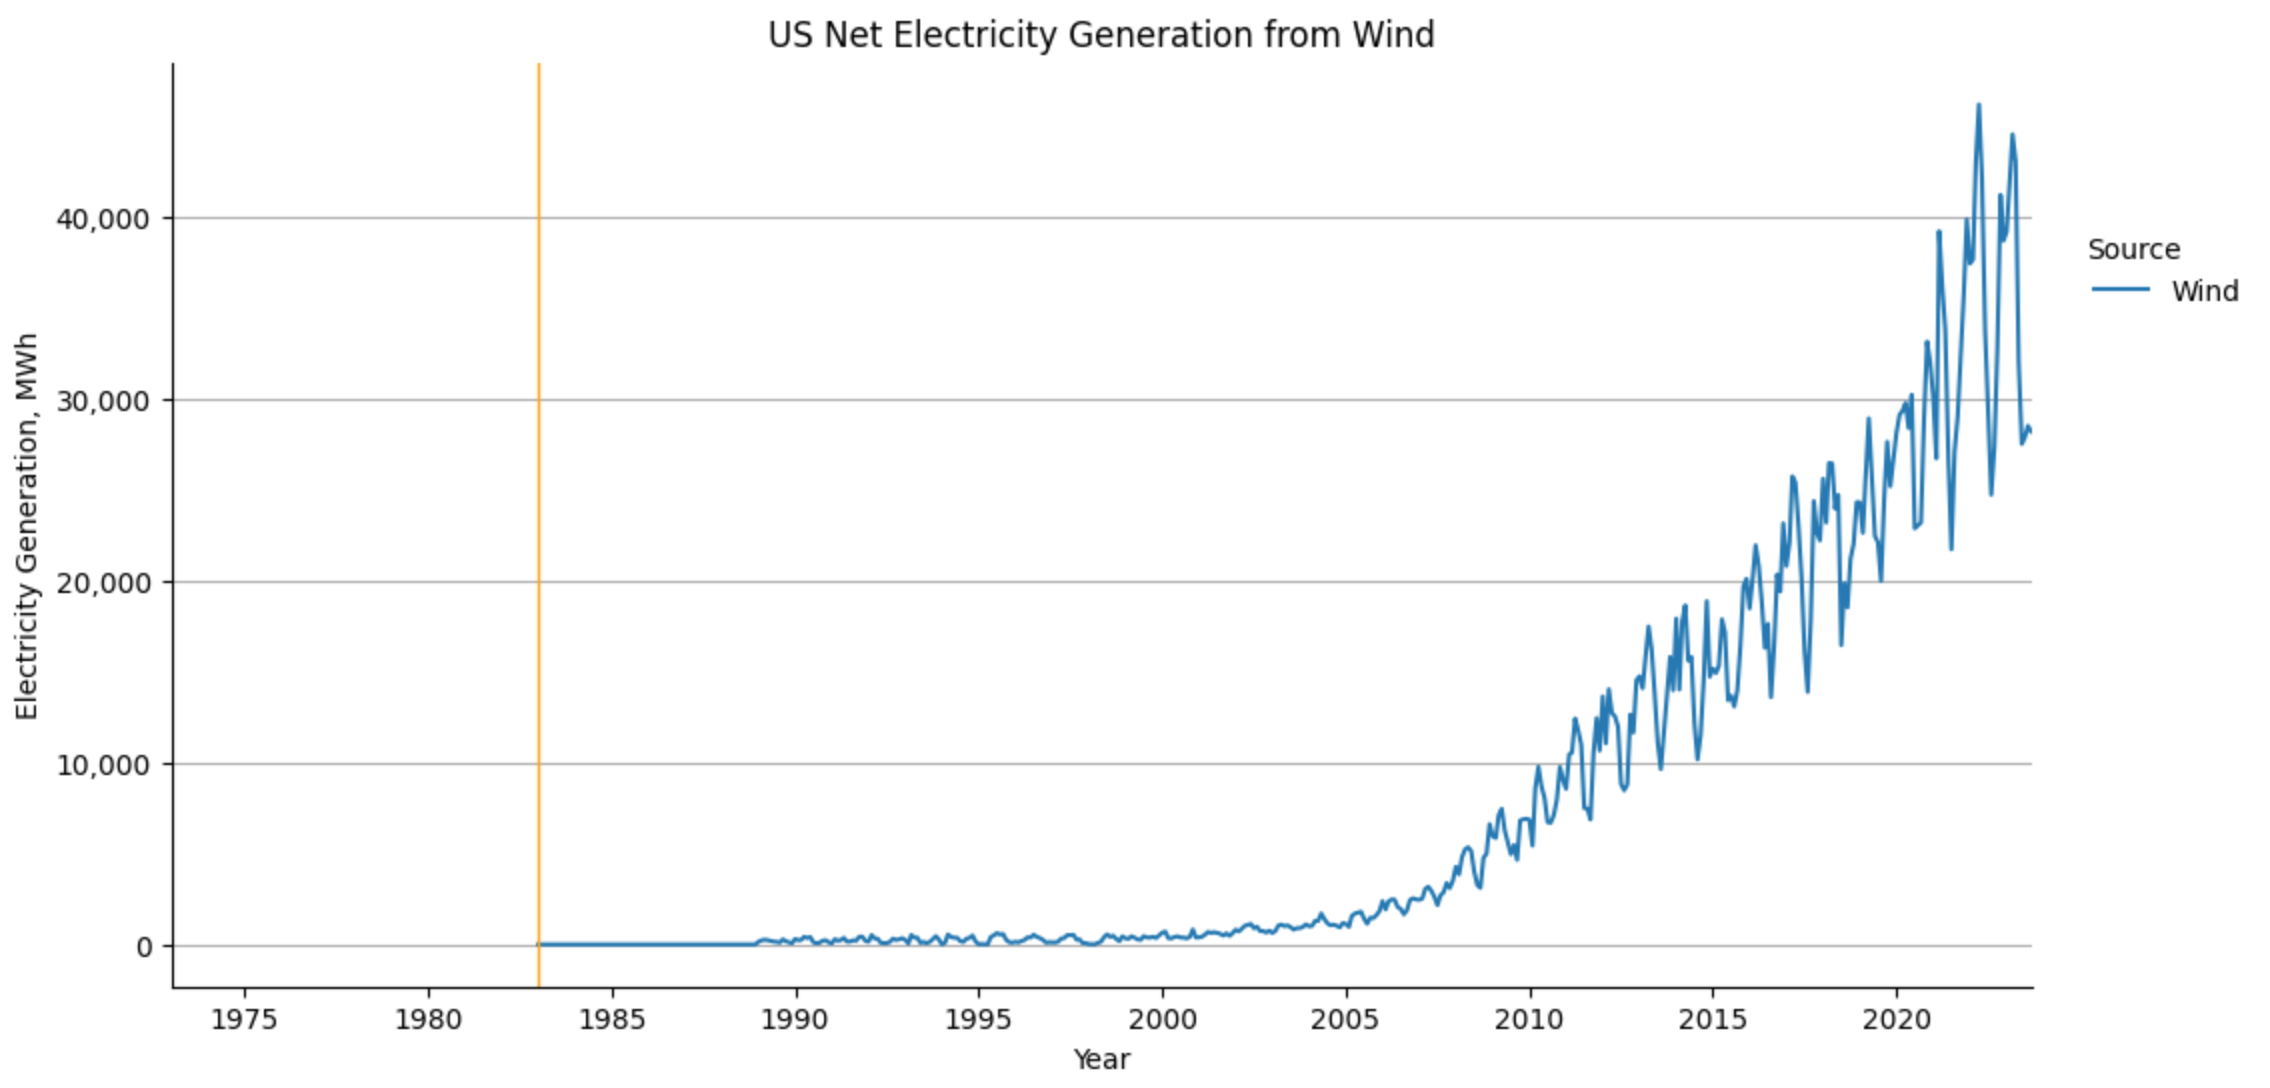 US Net Electricity Generation from Wind
Electricity Generation, MWh
40,000
30,000
20,000
10,000
0
1975 1980 1985 1990 1995 2000 2005 2010 2015 2020
Year
Source
Wind